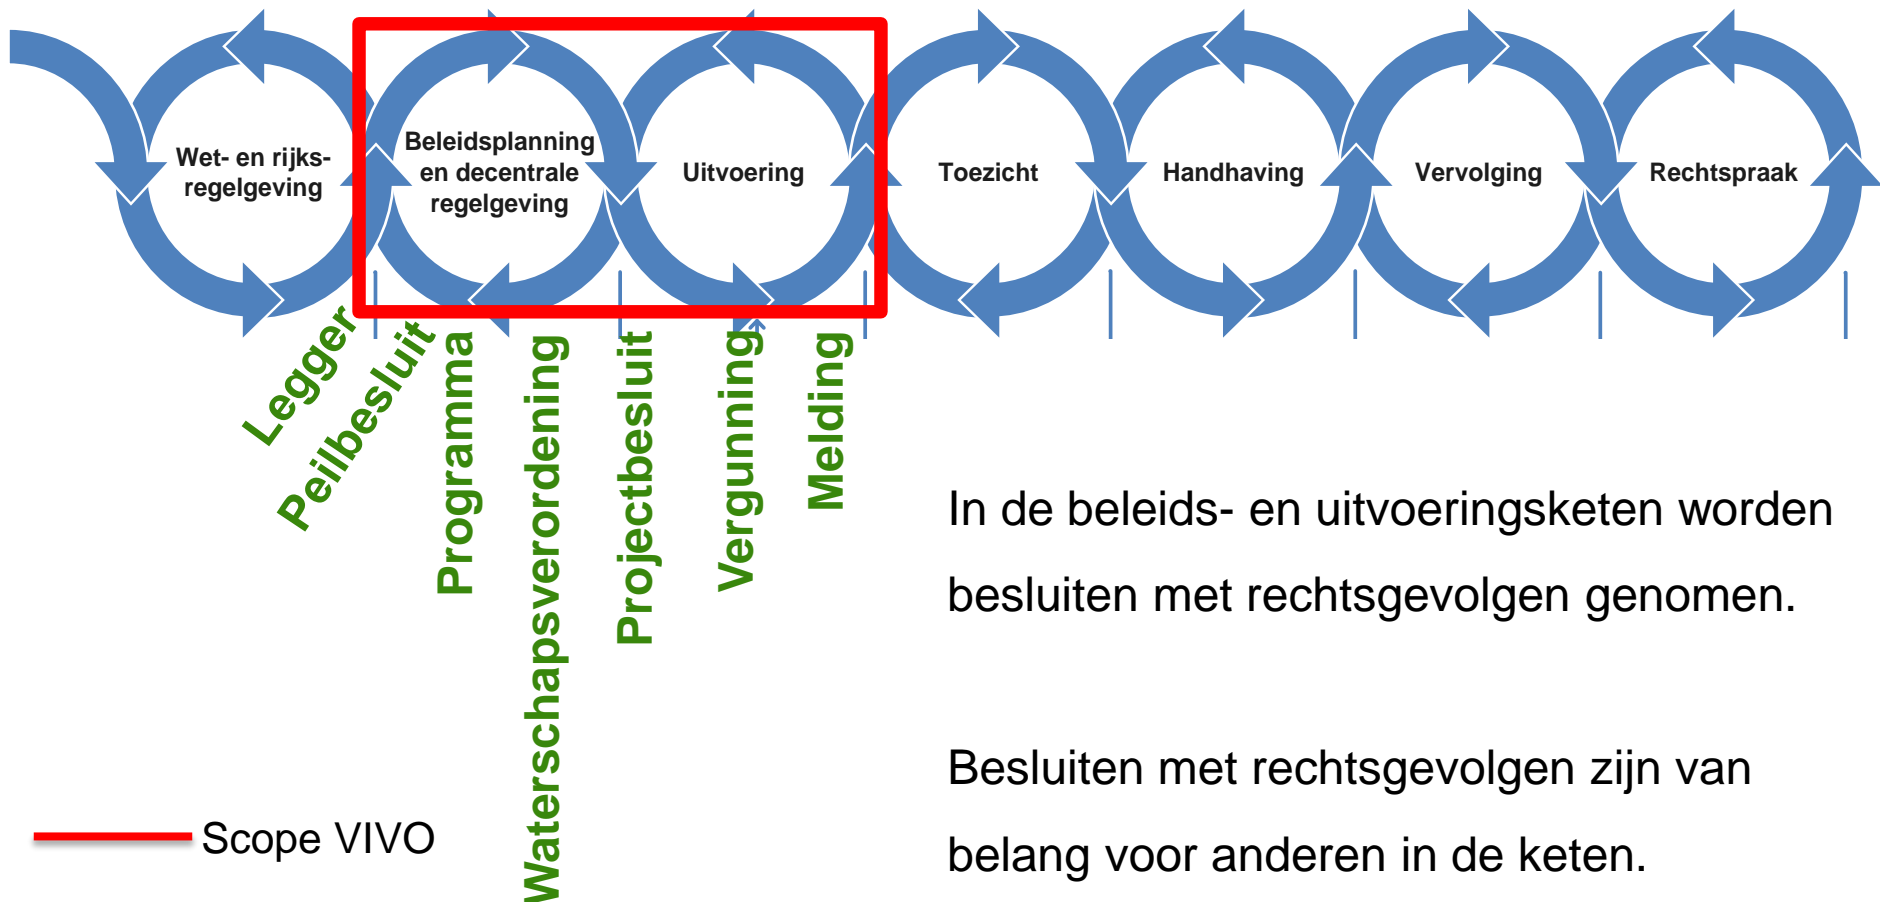 Wet- en rijks-
regelgeving
Beleidsplanning
en decentrale
regelgeving
Uitvoering
Toezicht
Handhaving
Vervolging
Rechtspraak
Legger
Peilbesluit
Programma
Waterschapsverordening
Projectbesluit
Vergunning
Melding
In de beleids- en uitvoeringsketen worden
besluiten met rechtsgevolgen genomen.
Besluiten met rechtsgevolgen zijn van
belang voor anderen in de keten.
Scope VIVO